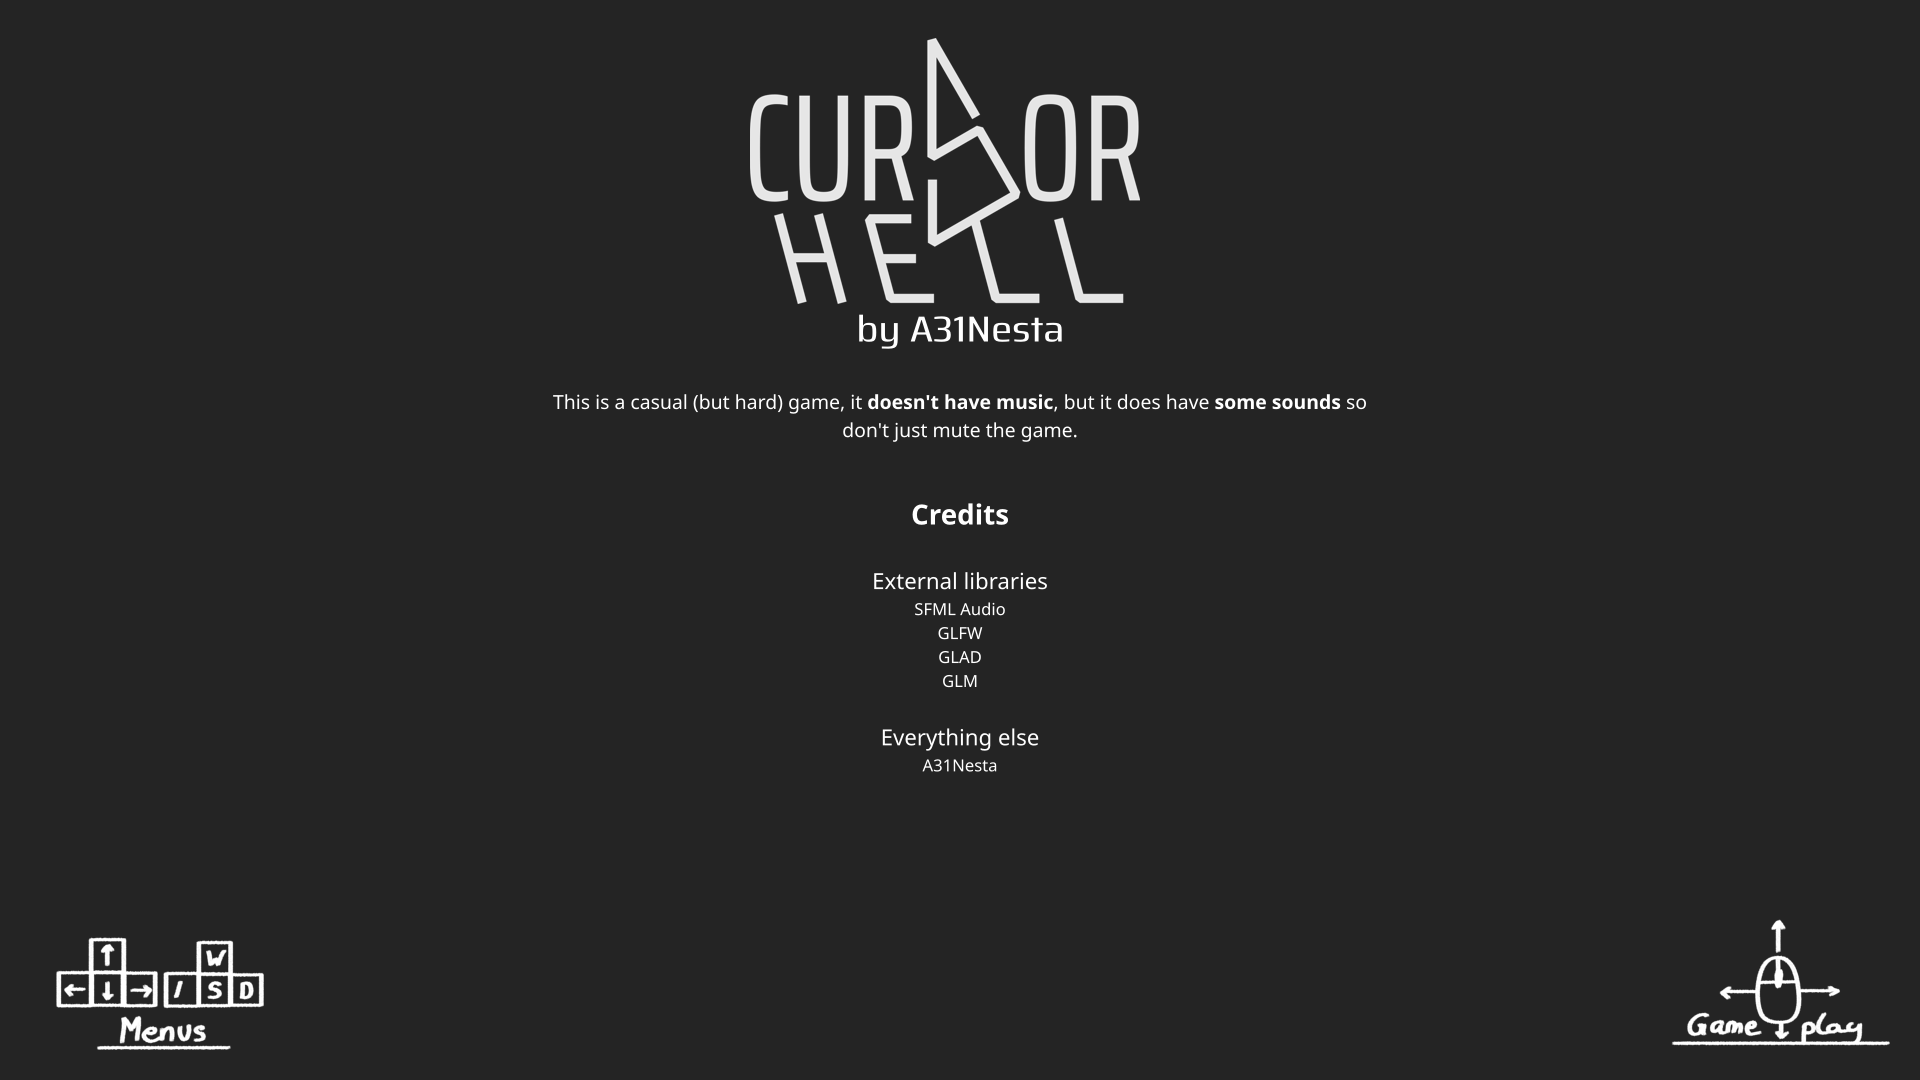 CURSOR
HELL
by A31Nesta
This is a casual (but hard) game, it doesn't have music, but it does have some sounds so
don't just mute the game.
Credits
External libraries
SFML Audio
GLFW
GLAD
GLM
Everything else
A31Nesta
↑ W
← ↓ → / S D
Menus
Game play